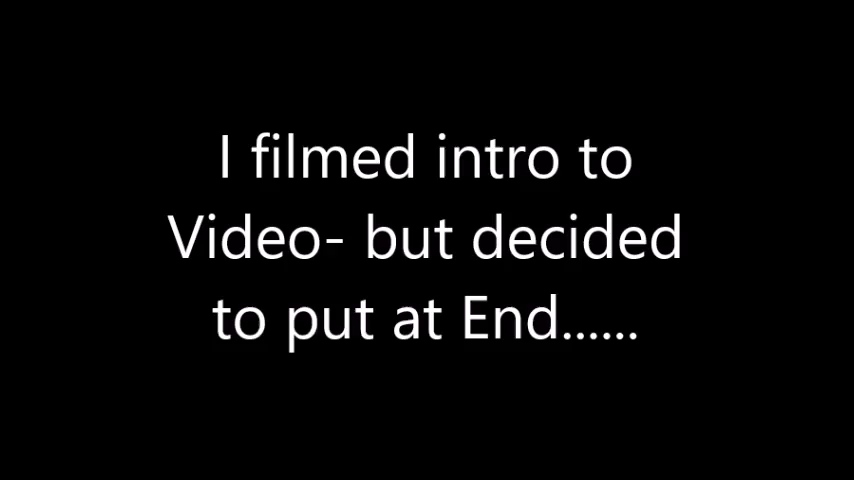 I filmed intro to
Video- but decided
to put at End......